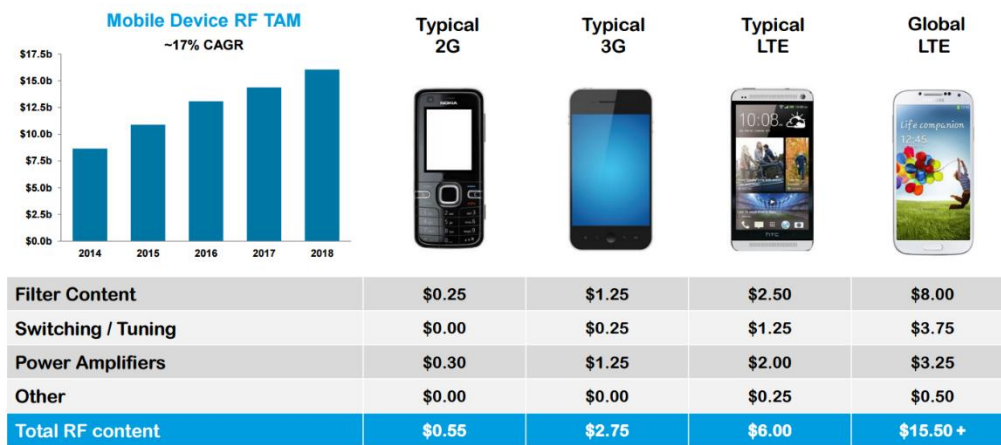 Mobile Device RF TAM
~17% CAGR
$17.5b
$15.0b
$12.5b
$10.0b
$7.5b
$5.0b
$2.5b
$0.0b
2014 2015 2016 2017 2018
Typical
2G
Typical
3G
Typical
LTE
Global
LTE
NOKIA
10:08
HTC
Life companion
12:45
Filter Content $0.25 $1.25 $2.50 $8.00
Switching / Tuning $0.00 $0.25 $1.25 $3.75
Power Amplifiers $0.30 $1.25 $2.00 $3.25
Other $0.00 $0.00 $0.25 $0.50
Total RF content $0.55 $2.75 $6.00 $15.50 +